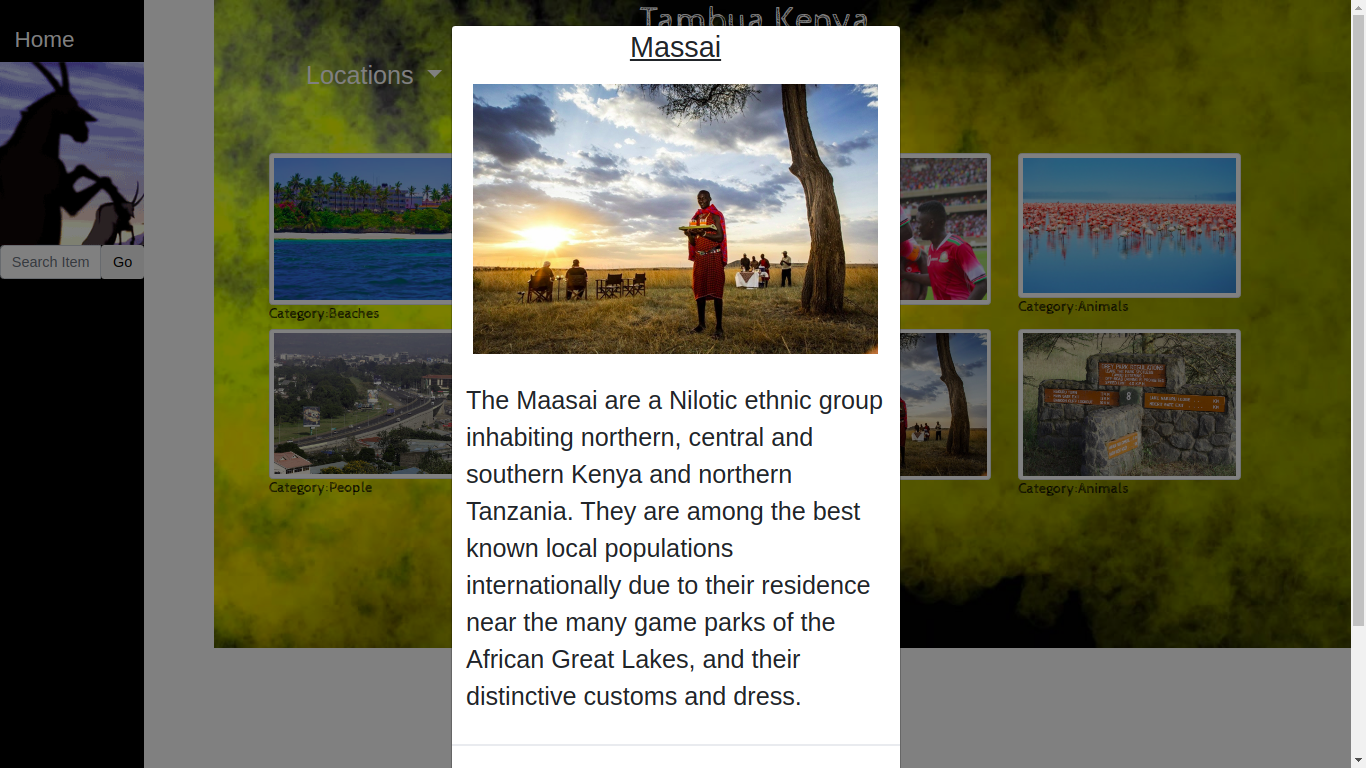 Tambua Kenya
Home
Locations
Search Item
Go
Massai
The Maasai are a Nilotic ethnic group
inhabiting northern, central and
southern Kenya and northern
Tanzania. They are among the best
known local populations
internationally due to their residence
near the many game parks of the
African Great Lakes, and their
distinctive customs and dress.
Category:Beaches
Category:Animals
Category:People
8
Category:Animals